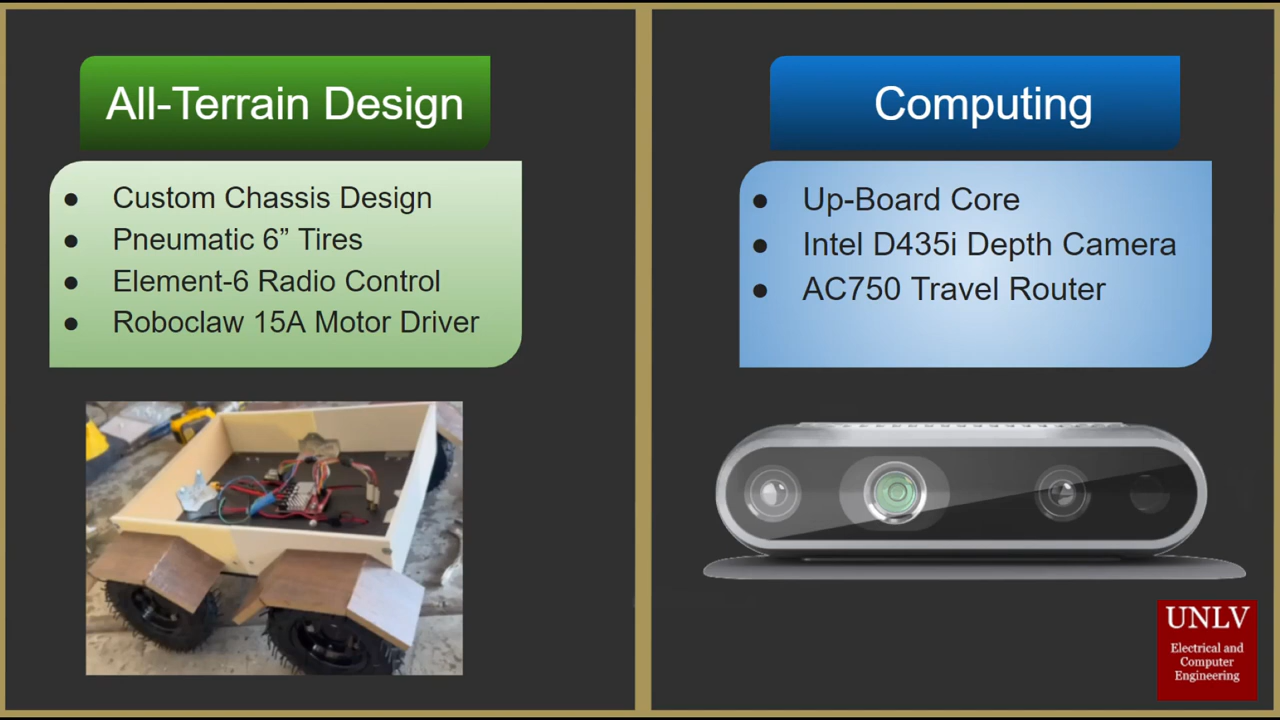 All-Terrain Design
● Custom Chassis Design
● Pneumatic 6” Tires
● Element-6 Radio Control
● Roboclaw 15A Motor Driver
Computing
● Up-Board Core
● Intel D435i Depth Camera
● AC750 Travel Router
UNLV
Electrical and
Computer
Engineering